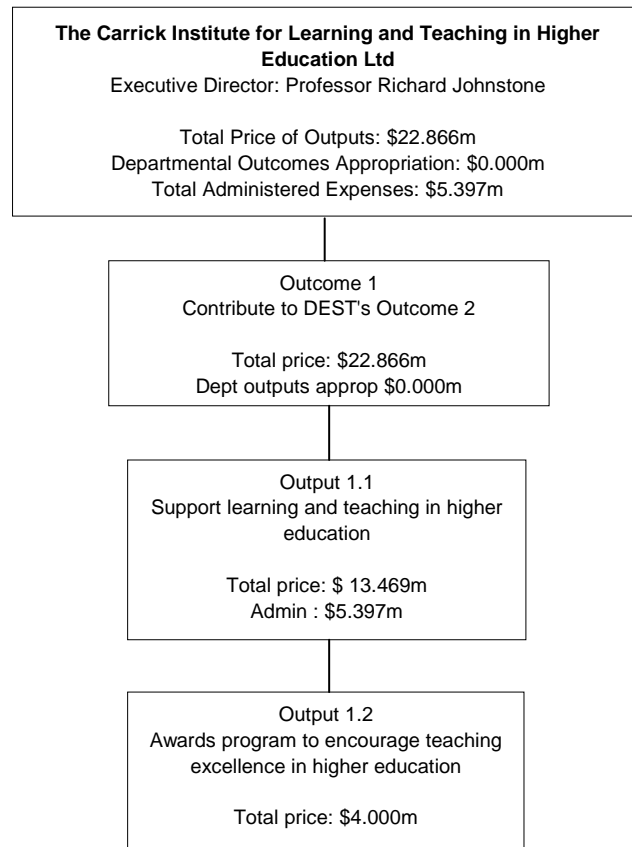 The Carrick Institute for Learning and Teaching in Higher
Education Ltd
Executive Director: Professor Richard Johnstone
Total Price of Outputs: $22.866m
Departmental Outcomes Appropriation: $0.000m
Total Administered Expenses: $5.397m
Outcome 1
Contribute to DEST's Outcome 2
Total price: $22.866m
Dept outputs approp $0.000m
Output 1.1
Support learning and teaching in higher
education
Total price: $ 13.469m
Admin : $5.397m
Output 1.2
Awards program to encourage teaching
excellence in higher education
Total price: $4.000m